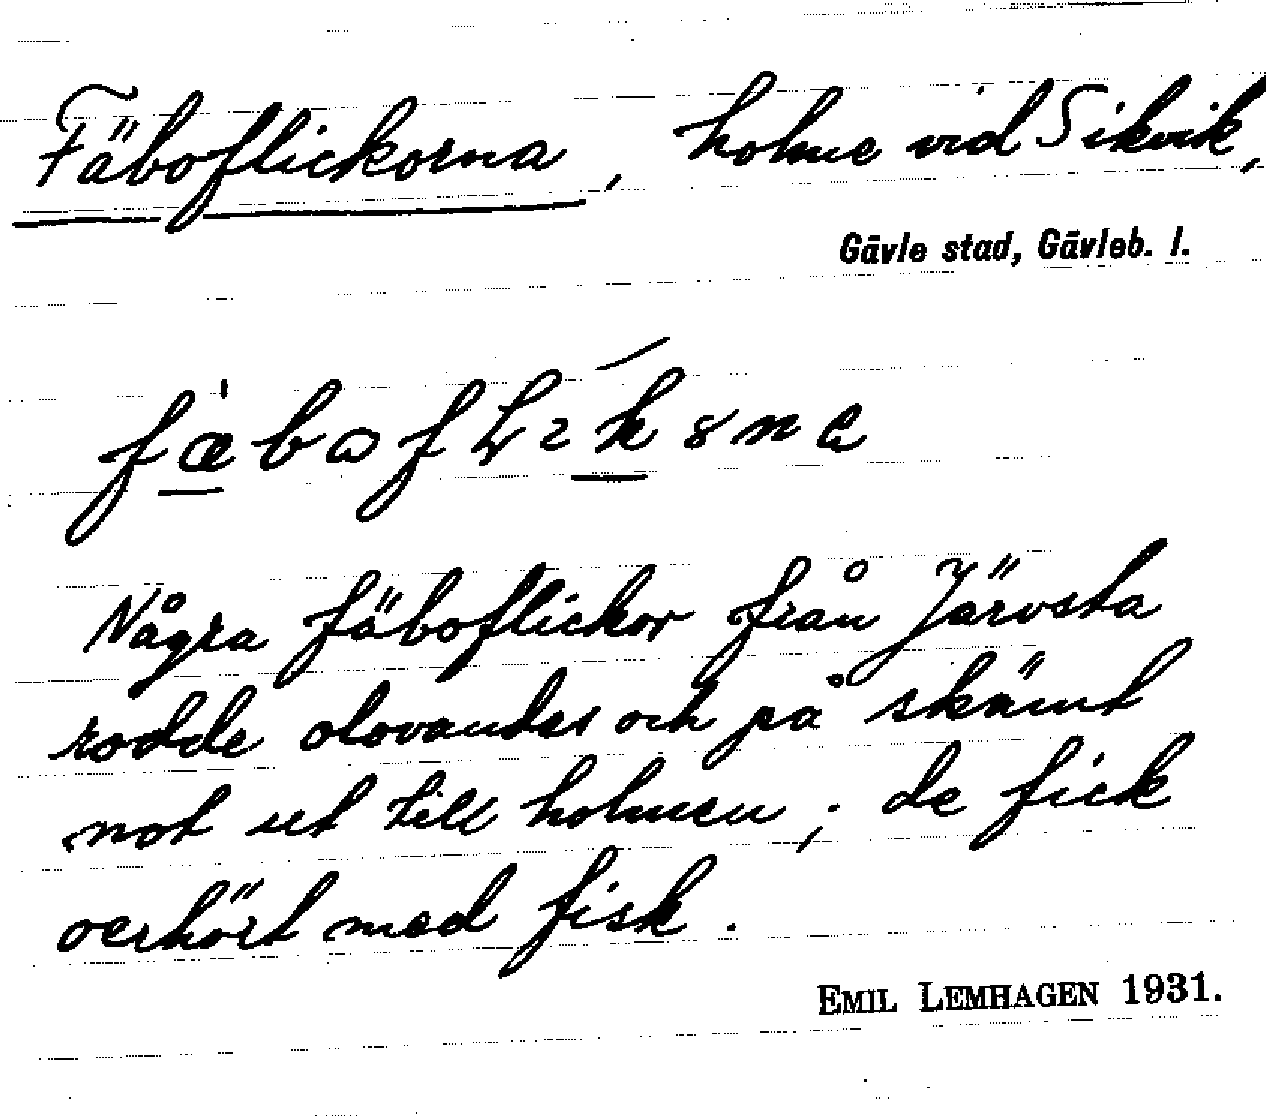 Fäboflickorna, holme vid Sikvik,
Gävle stad, Gävleb. l.
Några fäboflickor från Järvsta
rodde olovandes och på skämt
not ut till holmen; de fick
oerhört med fisk.
EMIL LEMHAGEN 1931.